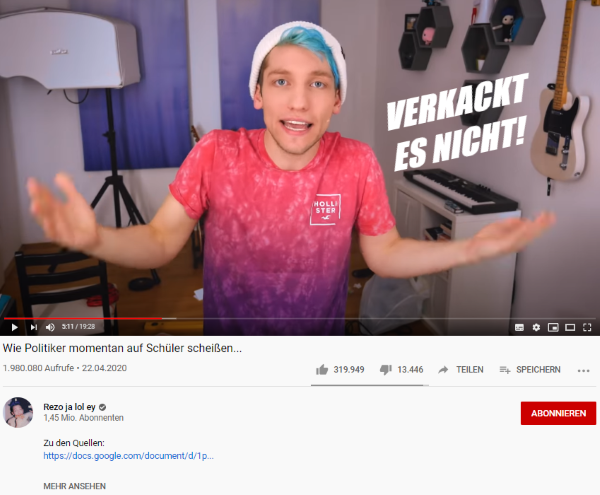 VERKACKT
ES NICHT!
HOLLI
STER
5:11 / 19:28
Wie Politiker momentan auf Schüler scheißen...
1.980.080 Aufrufe • 22.04.2020
319.949
13.446
TEILEN
SPEICHERN
Rezo ja lol ey
1,45 Mio. Abonnenten
ABONNIEREN
Zu den Quellen:
https://docs.google.com/document/d/1p...
MEHR ANSEHEN